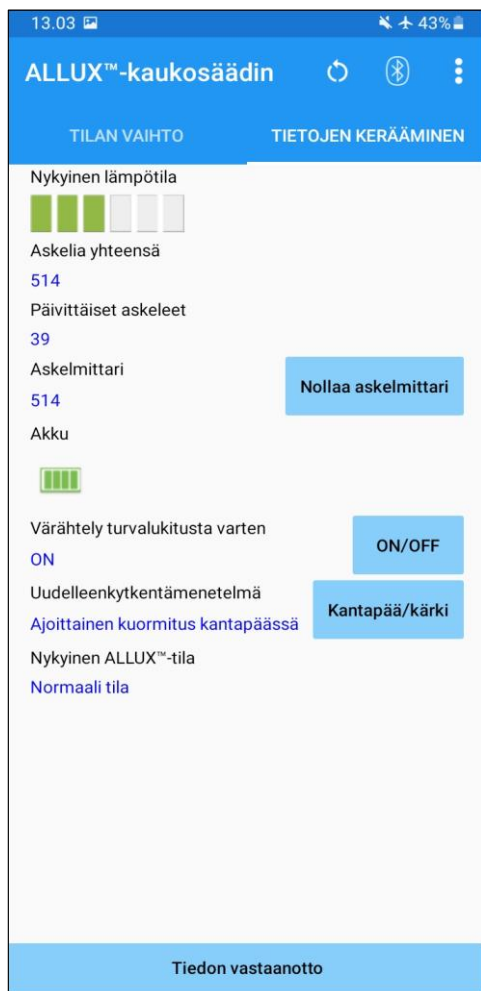 13.03 43%
ALLUX™-kaukosäädin
TILAN VAIHTO TIETOJEN KERÄÄMINEN
Nykyinen lämpötila
Askelia yhteensä
514
Päivittäiset askeleet
39
Askelmittari
514
Nollaa askelmittari
Akku
Värähtely turvalukitusta varten
ON
ON/OFF
Uudelleenkytkentämenetelmä
Ajoittainen kuormitus kantapäässä
Kantapää/kärki
Nykyinen ALLUX™-tila
Normaali tila
Tiedon vastaanotto